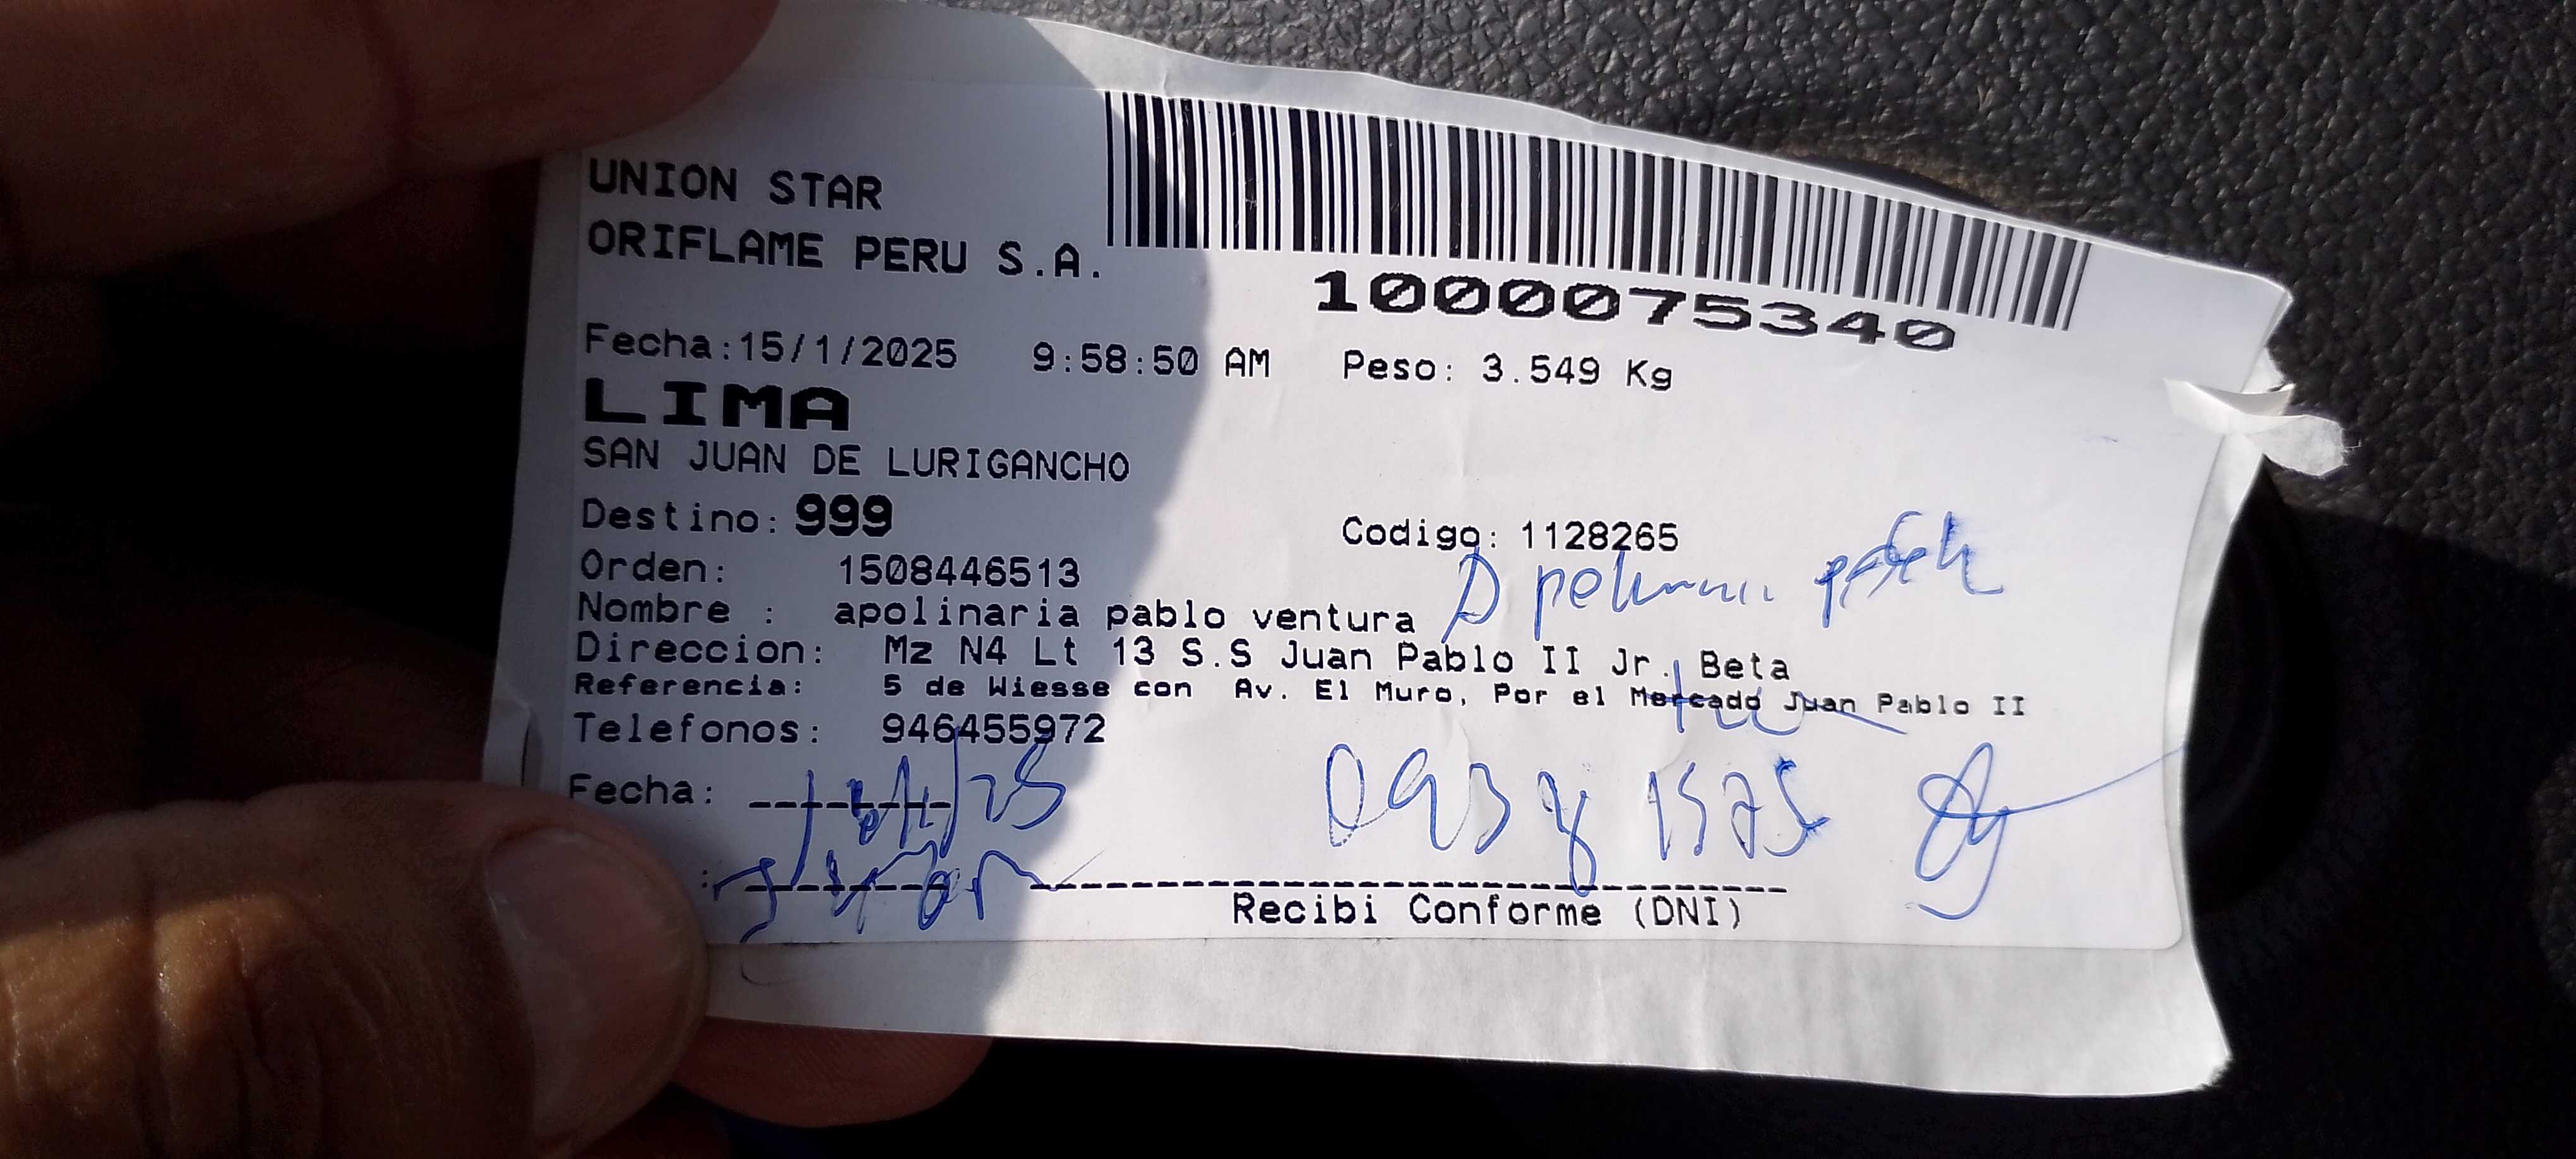 UNION STAR
ORIFLAME PERU S.A.
1000075340
Fecha:15/1/2025 9:58:50 AM Peso: 3.549 Kg
LIMA
SAN JUAN DE LURIGANCHO
Destino: 999
Codigo: 1128265
Orden: 1508446513
Nombre : apolinaria pablo ventura
Direccion: Mz N4 Lt 13 S.S Juan Pablo II Jr. Beta
Referencia: 5 de Wiesse con Av. El Muro, Por el Mercado Juan Pablo II
Telefonos: 946455972
Fecha:
Recibi Conforme (DNI)